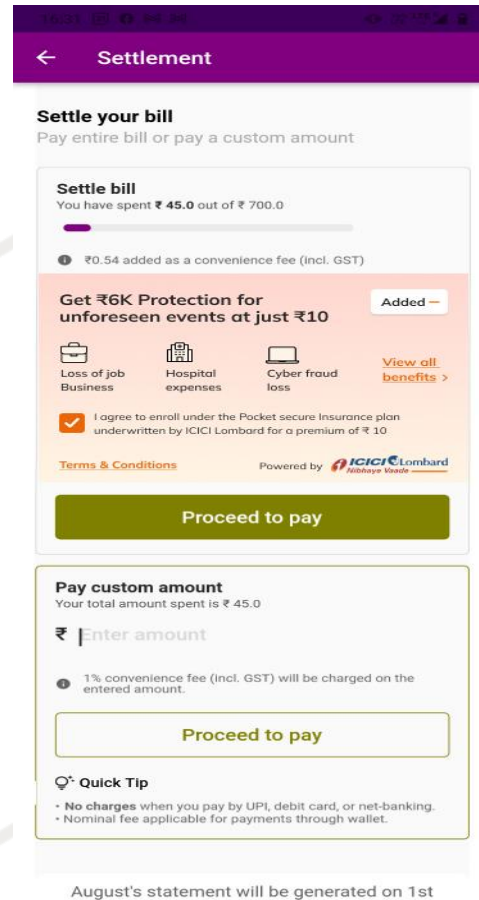 16:31
Settlement
Settle your bill
Pay entire bill or pay a custom amount
Settle bill
You have spent ₹ 45.0 out of ₹ 700.0
₹0.54 added as a convenience fee (incl. GST)
Get ₹6K Protection for
unforeseen events at just ₹10
Added –
Loss of job
Business
Hospital
expenses
Cyber fraud
loss
View all
benefits >
I agree to enroll under the Pocket secure Insurance plan
underwritten by ICICI Lombard for a premium of ₹ 10
Terms & Conditions
Powered by
ICICI Lombard
Nibhaye Vaade
Proceed to pay
Pay custom amount
Your total amount spent is ₹ 45.0
₹ Enter amount
1% convenience fee (incl. GST) will be charged on the
entered amount.
Proceed to pay
Quick Tip
• No charges when you pay by UPI, debit card, or net-banking.
• Nominal fee applicable for payments through wallet.
August's statement will be generated on 1st